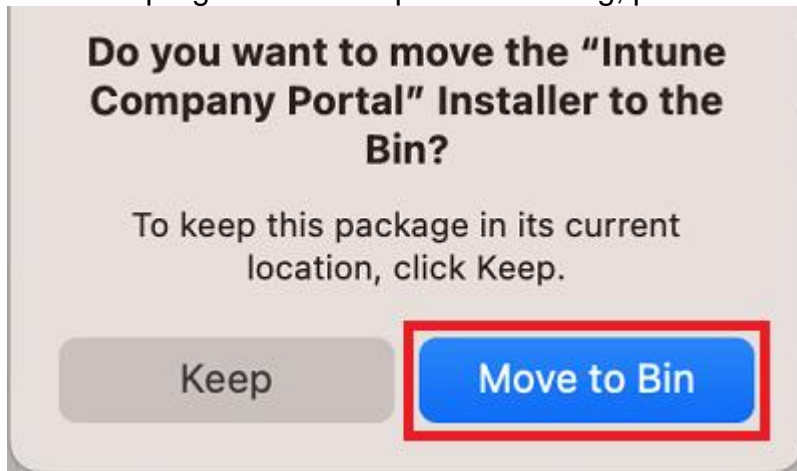 Do you want to move the “Intune
Company Portal” Installer to the
Bin?
To keep this package in its current
location, click Keep.
Keep
Move to Bin